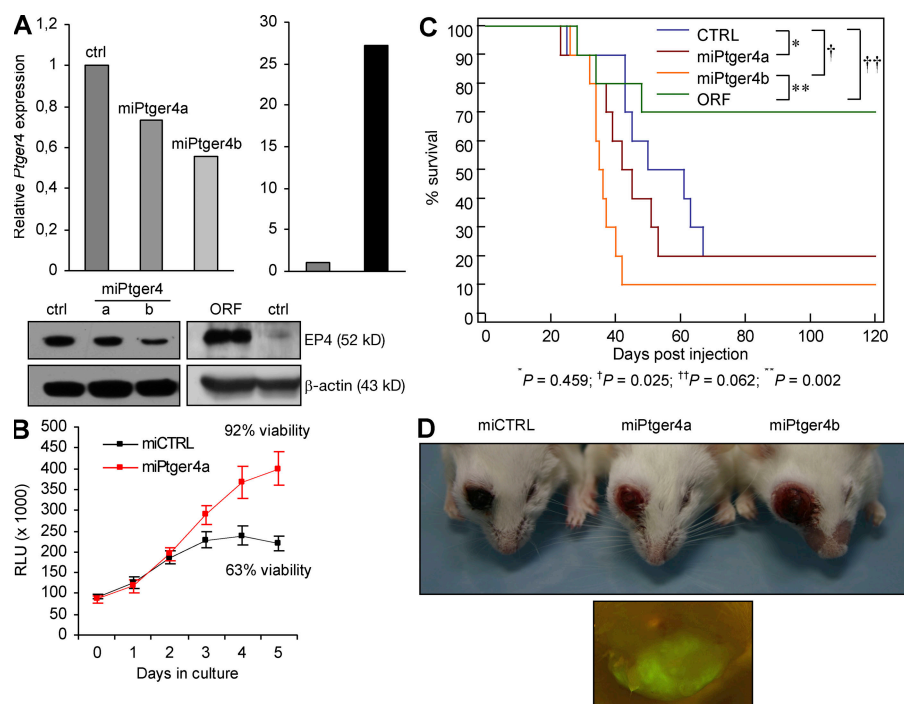 A
Relative Ptger4 expression
1,2
1
0,8
0,6
0,4
0,2
0
ctrl
miPtger4a
miPtger4b
30
25
20
15
10
5
0
miPtger4
ctrl a b
ORF ctrl
EP4 (52 kD)
β-actin (43 kD)
B
RLU (x 1000)
500
450
400
350
300
250
200
150
100
50
0
miCTRL
miPtger4a
92% viability
63% viability
0 1 2 3 4 5
Days in culture
C
% survival
100
90
80
70
60
50
40
30
20
10
CTRL
miPtger4a
miPtger4b
ORF
*
**
†
††
0 20 40 60 80 100 120
Days post injection
*P = 0.459; †P = 0.025; ††P = 0.062; **P = 0.002
D
miCTRL miPtger4a miPtger4b